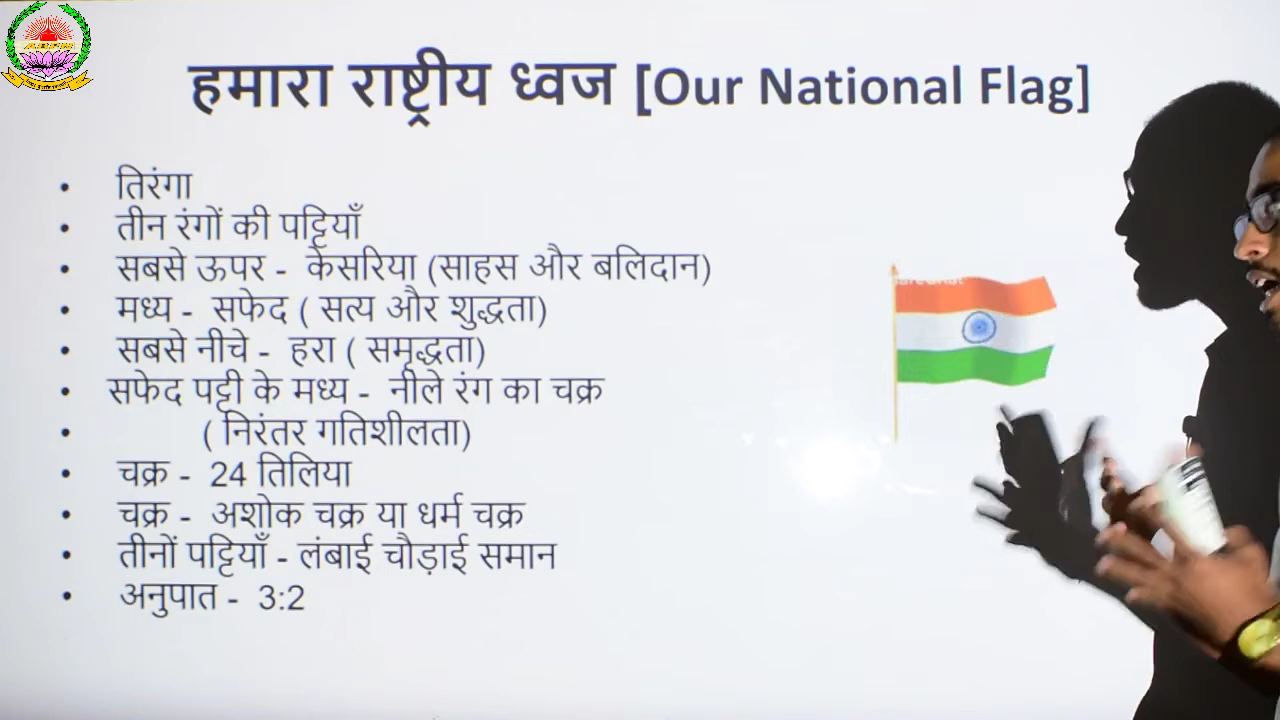 हमारा राष्ट्रीय ध्वज [Our National Flag]
• तिरंगा
• तीन रंगों की पट्टियाँ
• सबसे ऊपर - केसरिया (साहस और बलिदान)
• मध्य - सफेद ( सत्य और शुद्धता)
• सबसे नीचे - हरा ( समृद्धता)
• सफेद पट्टी के मध्य - नीले रंग का चक्र
• ( निरंतर गतिशीलता)
• चक्र - 24 तिलिया
• चक्र - अशोक चक्र या धर्म चक्र
• तीनों पट्टियाँ - लंबाई चौड़ाई समान
• अनुपात - 3:2